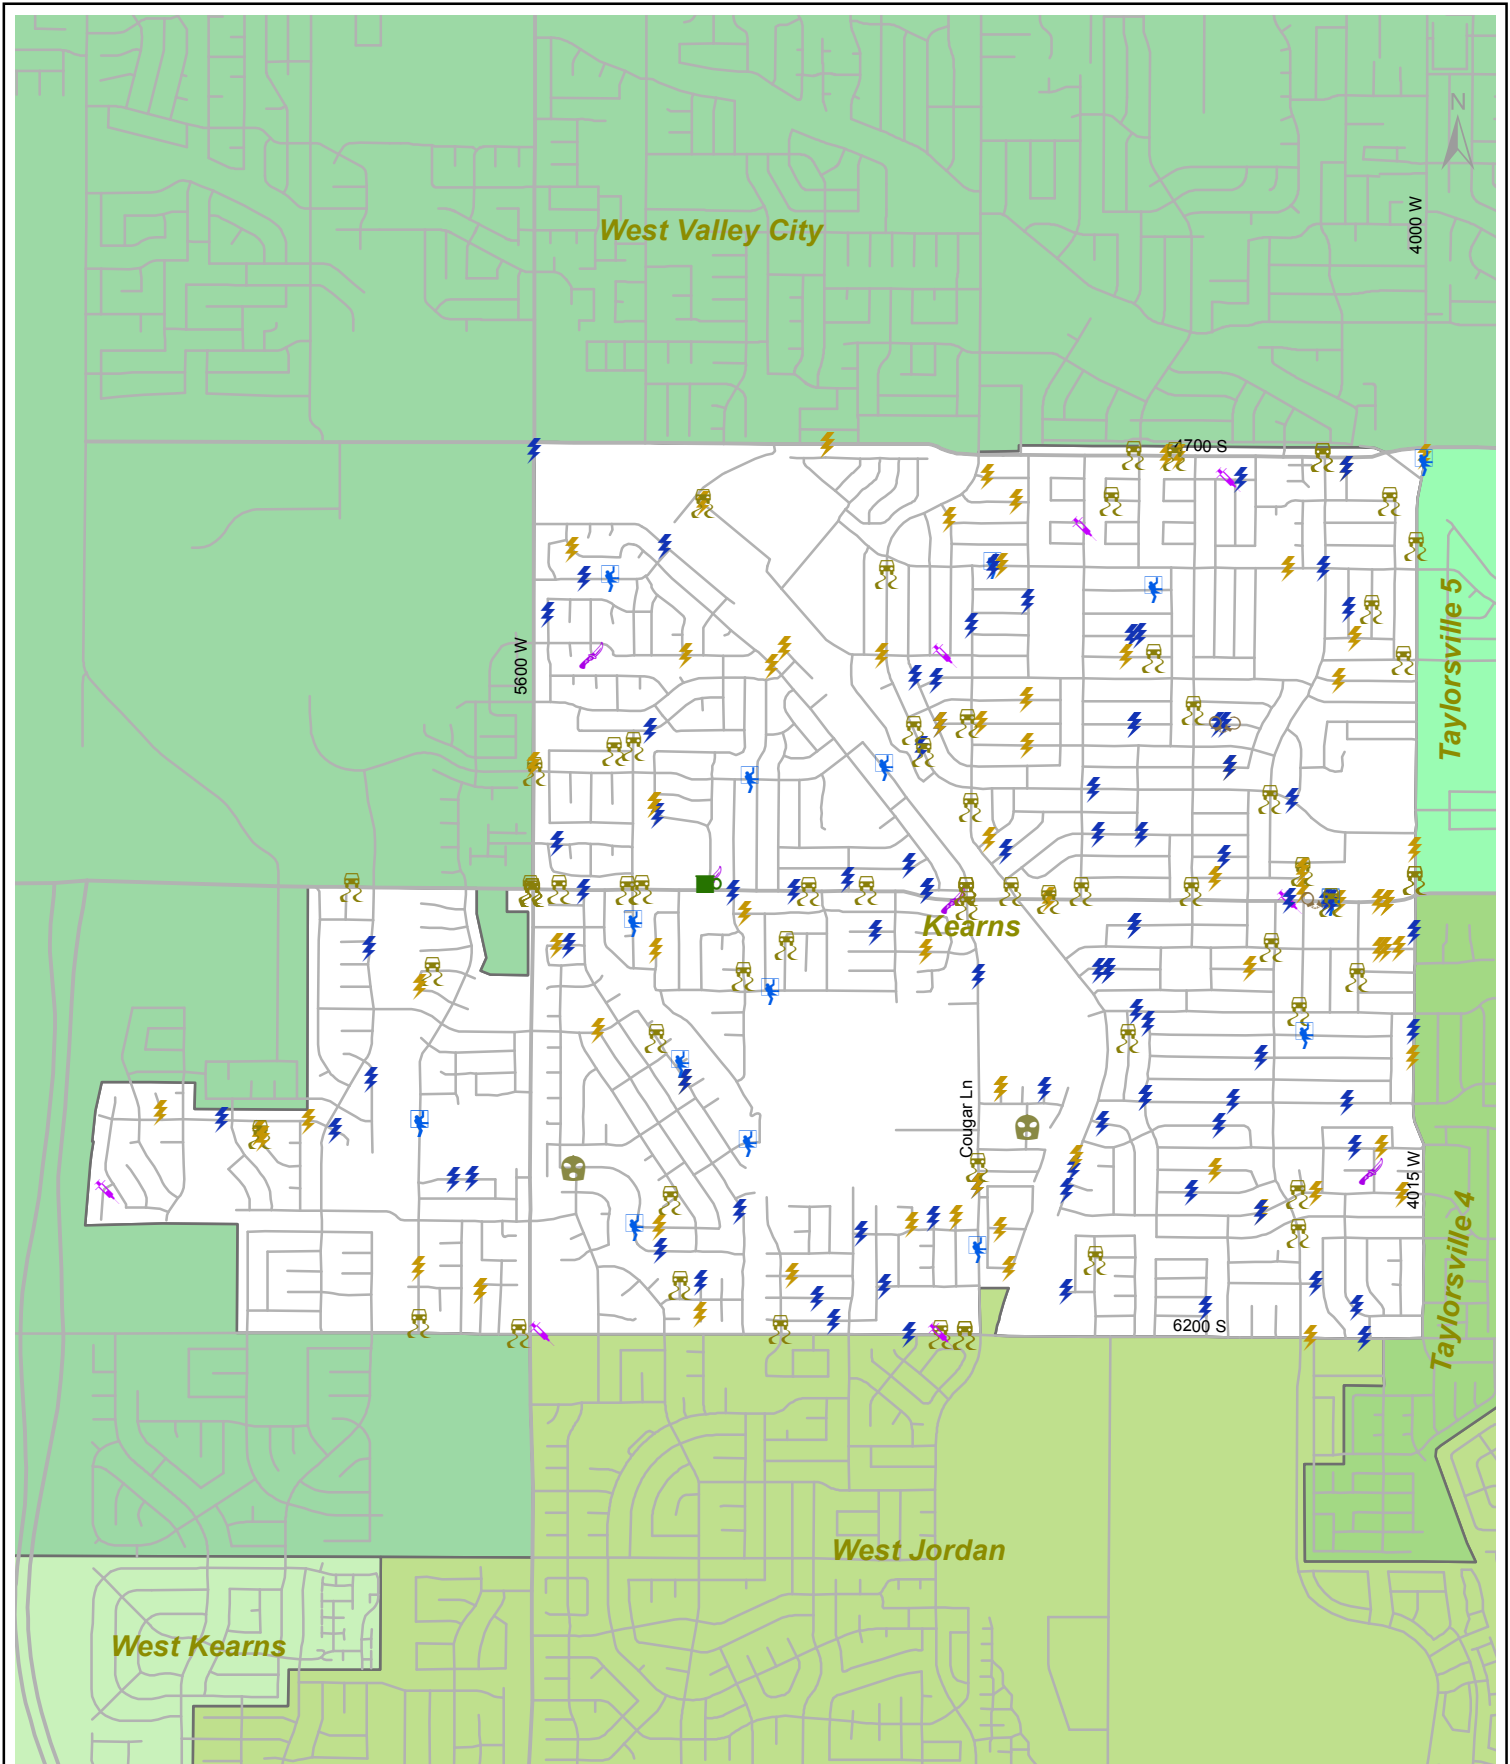 N
West Valley City
4000 W
4700 S
5600 W
Taylorsville 5
Kearns
Cougar Ln
4015 W
Taylorsville 4
6200 S
West Jordan
West Kearns